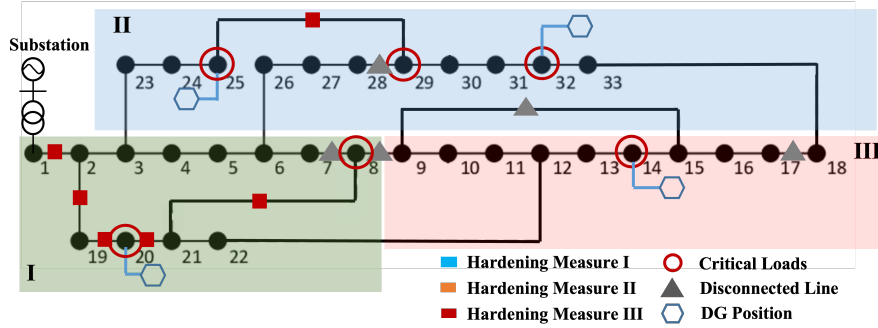 II
Substation
23 24 25 26 27 28 29 30 31 32 33
1 2 3 4 5 6 7 8 9 10 11 12 13 14 15 16 17 18
III
19 20 21 22
I
Hardening Measure I
Critical Loads
Hardening Measure II
Disconnected Line
Hardening Measure III
DG Position